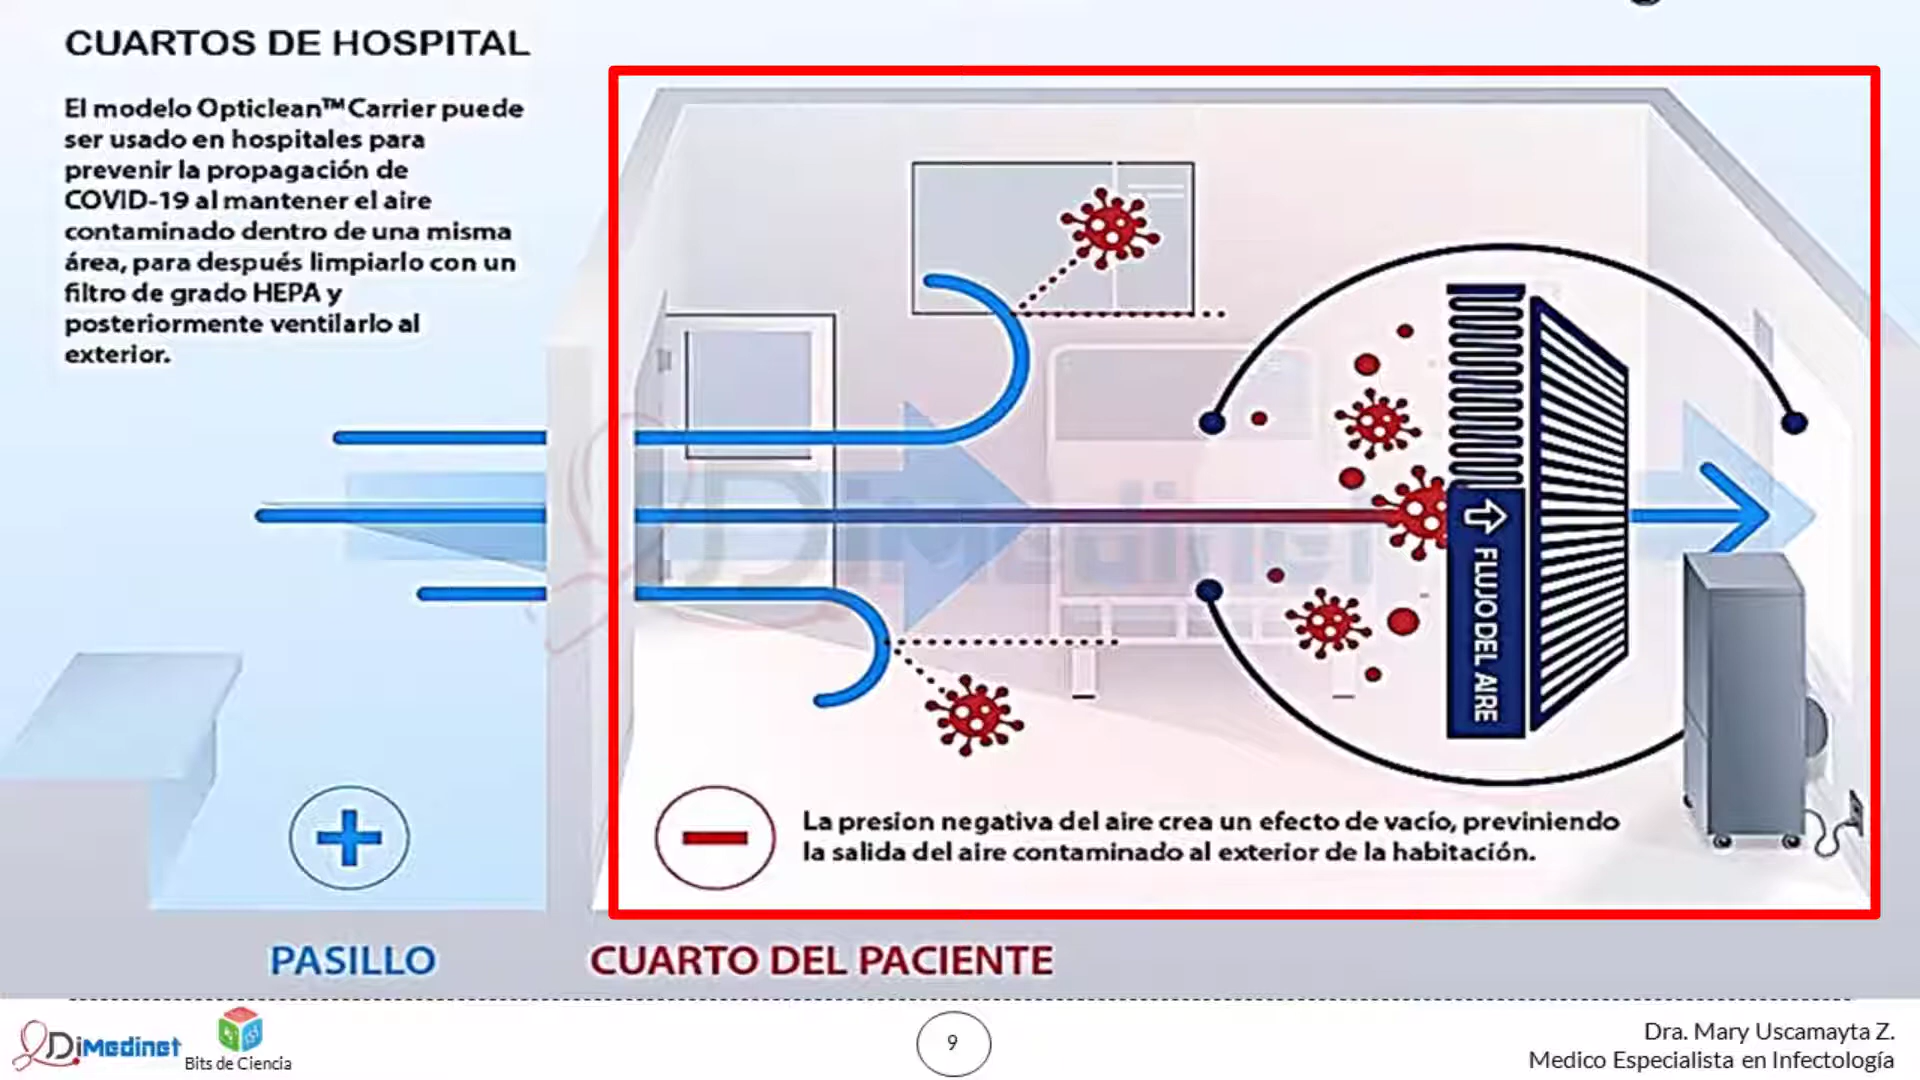 CUARTOS DE HOSPITAL
El modelo Opticlean™ Carrier puede
ser usado en hospitales para
prevenir la propagación de
COVID-19 al mantener el aire
contaminado dentro de una misma
área, para después limpiarlo con un
filtro de grado HEPA y
posteriormente ventilarlo al
exterior.
DiMedinet
FLUJO DEL AIRE
La presion negativa del aire crea un efecto de vacío, previniendo
la salida del aire contaminado al exterior de la habitación.
PASILLO
CUARTO DEL PACIENTE
DiMedinet
Bits de Ciencia
9
Dra. Mary Uscamayta Z.
Medico Especialista en Infectología